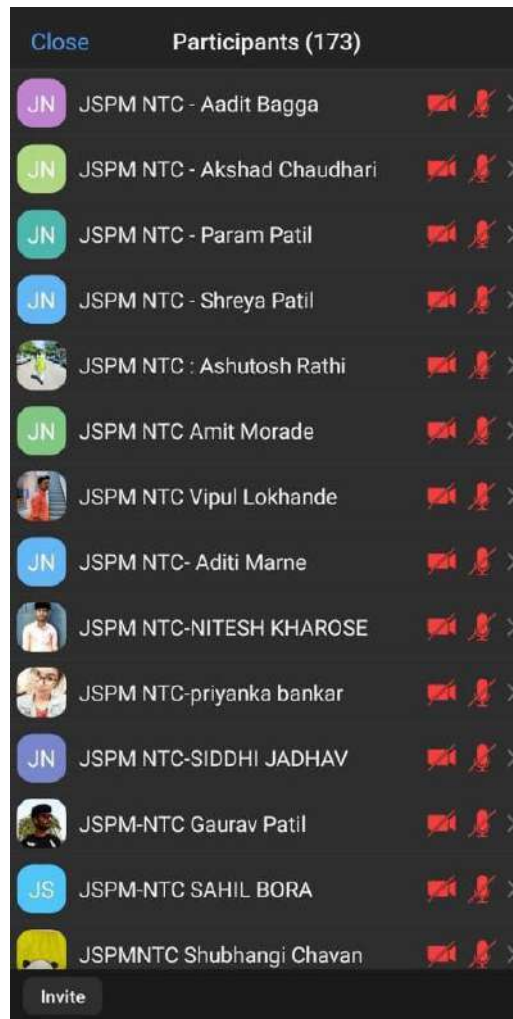 Close Participants (173)
JN JSPM NTC - Aadit Bagga
JN JSPM NTC - Akshad Chaudhari
JN JSPM NTC - Param Patil
JN JSPM NTC - Shreya Patil
JSPM NTC : Ashutosh Rathi
JN JSPM NTC Amit Morade
JSPM NTC Vipul Lokhande
JN JSPM NTC- Aditi Marne
JSPM NTC-NITESH KHAROSE
JSPM NTC-priyanka bankar
JN JSPM NTC-SIDDHI JADHAV
JSPM-NTC Gaurav Patil
JS JSPM-NTC SAHIL BORA
JSPMNTC Shubhangi Chavan
Invite